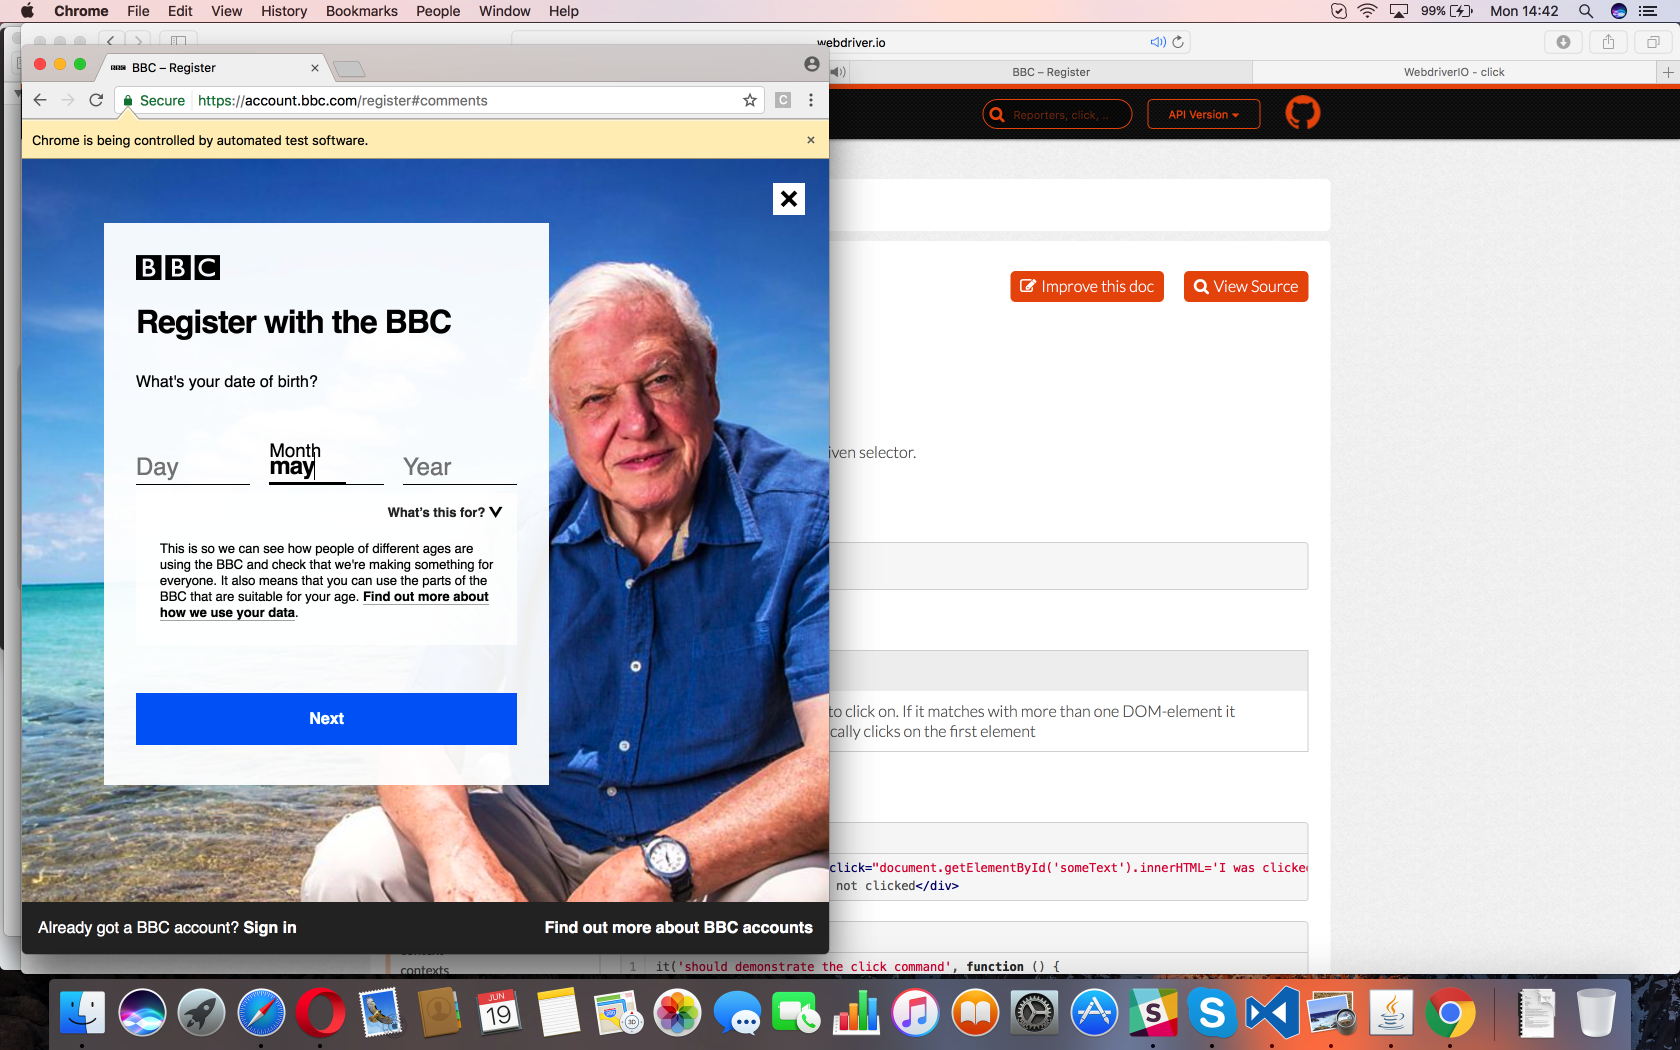 Chrome File Edit View History Bookmarks People Window Help 99% Mon 14:42
webdriver.io
BBC – Register
WebdriverIO - click
BBC – Register
Secure https://account.bbc.com/register#comments
Chrome is being controlled by automated test software.
Reporters, click, ..
API Version
Improve this doc
View Source
BBC
Register with the BBC
What's your date of birth?
Day
Month
may
Year
What's this for?
This is so we can see how people of different ages are
using the BBC and check that we're making something for
everyone. It also means that you can use the parts of the
BBC that are suitable for your age. Find out more about
how we use your data.
Next
Already got a BBC account? Sign in
Find out more about BBC accounts
iven selector.
to click on. If it matches with more than one DOM-element it
cally clicks on the first element
click="document.getElementById('someText').innerHTML='I was clicke
not clicked</div>
contexts
1 it('should demonstrate the click command', function () {
JUN
19
3D